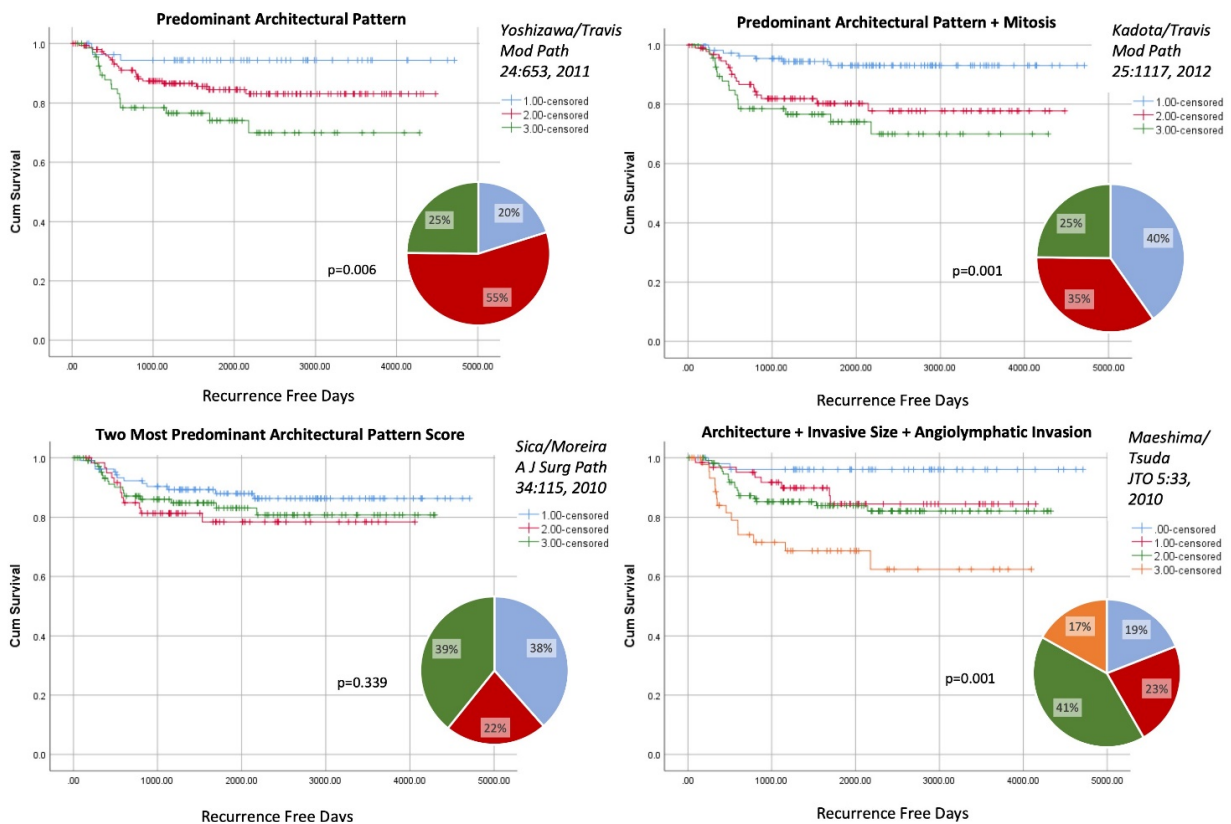 Predominant Architectural Pattern
Yoshizawa/Travis
Mod Path
24:653, 2011
1.00-censored
2.00-censored
3.00-censored
Cum Survival
1.0
0.8
0.6
0.4
0.2
0.0
p=0.006
25%
20%
55%
.00
1000.00
2000.00
3000.00
4000.00
5000.00
Recurrence Free Days
Predominant Architectural Pattern + Mitosis
Kadota/Travis
Mod Path
25:1117, 2012
1.00-censored
2.00-censored
3.00-censored
Cum Survival
1.0
0.8
0.6
0.4
0.2
0.0
p=0.001
25%
40%
35%
.00
1000.00
2000.00
3000.00
4000.00
5000.00
Recurrence Free Days
Two Most Predominant Architectural Pattern Score
Sica/Moreira
A J Surg Path
34:115, 2010
1.00-censored
2.00-censored
3.00-censored
Cum Survival
1.0
0.8
0.6
0.4
0.2
0.0
p=0.339
39%
38%
22%
.00
1000.00
2000.00
3000.00
4000.00
5000.00
Recurrence Free Days
Architecture + Invasive Size + Angiolymphatic Invasion
Maeshima/
Tsuda
JTO 5:33,
2010
.00-censored
1.00-censored
2.00-censored
3.00-censored
Cum Survival
1.0
0.8
0.6
0.4
0.2
0.0
p=0.001
17%
19%
23%
41%
.00
1000.00
2000.00
3000.00
4000.00
5000.00
Recurrence Free Days